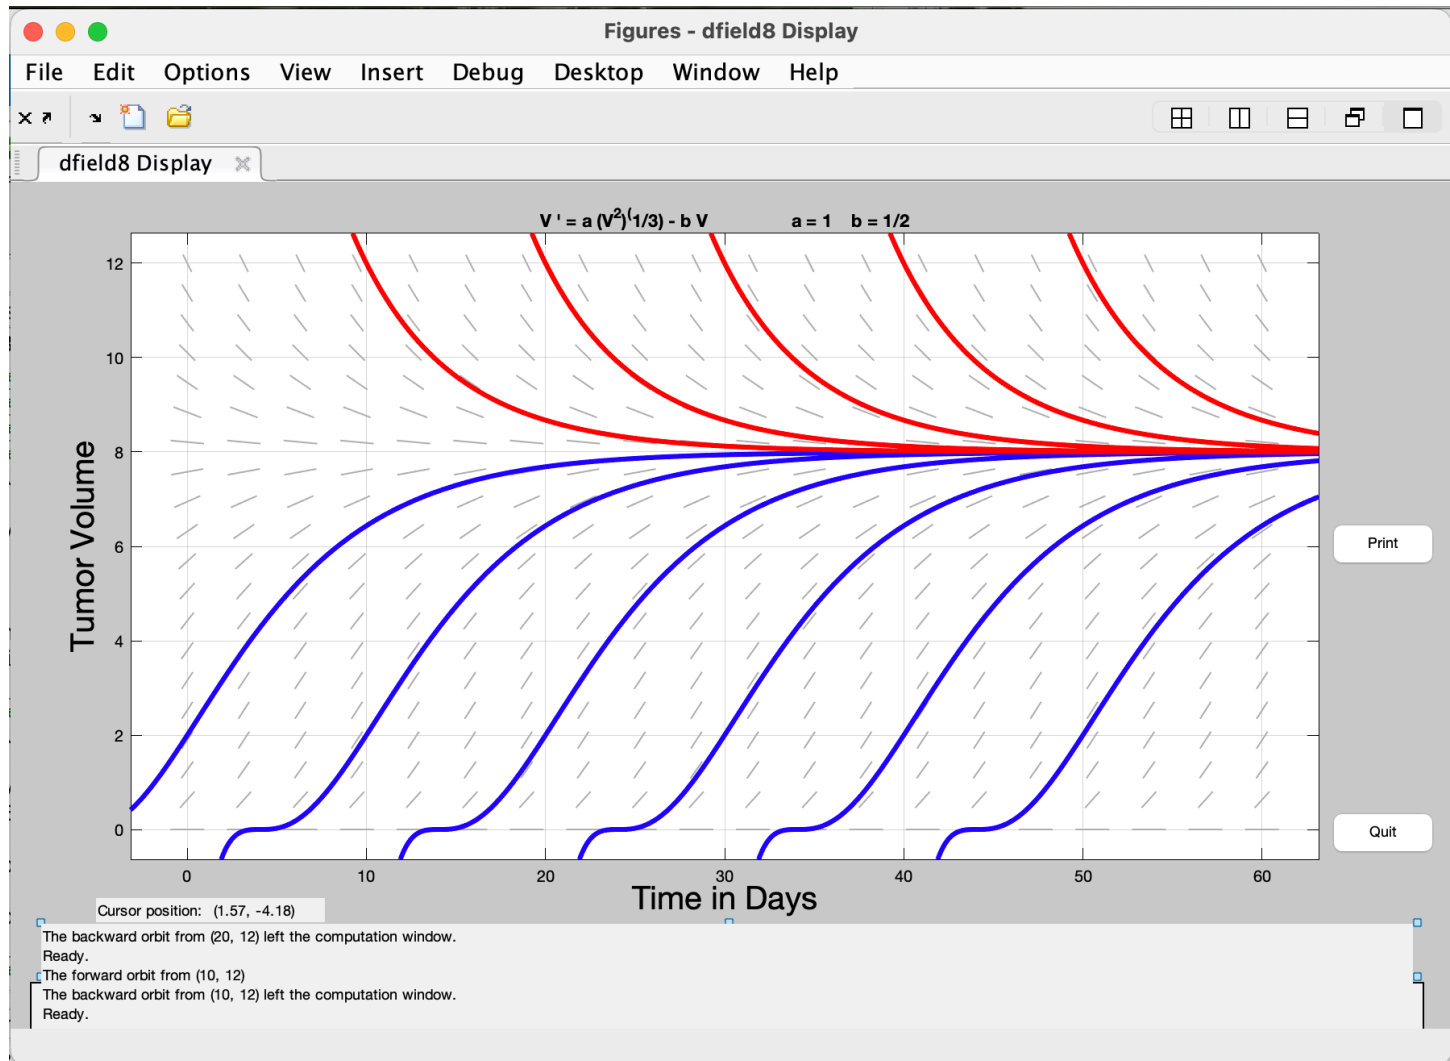 Figures - dfield8 Display
File Edit Options View Insert Debug Desktop Window Help
dfield8 Display
V ' = a (V²)⁽1/3) - b V a = 1 b = 1/2
12
10
8
6
4
2
0
Tumor Volume
0 10 20 30 40 50 60
Time in Days
Print
Quit
Cursor position: (1.57, -4.18)
The backward orbit from (20, 12) left the computation window.
Ready.
The forward orbit from (10, 12)
The backward orbit from (10, 12) left the computation window.
Ready.